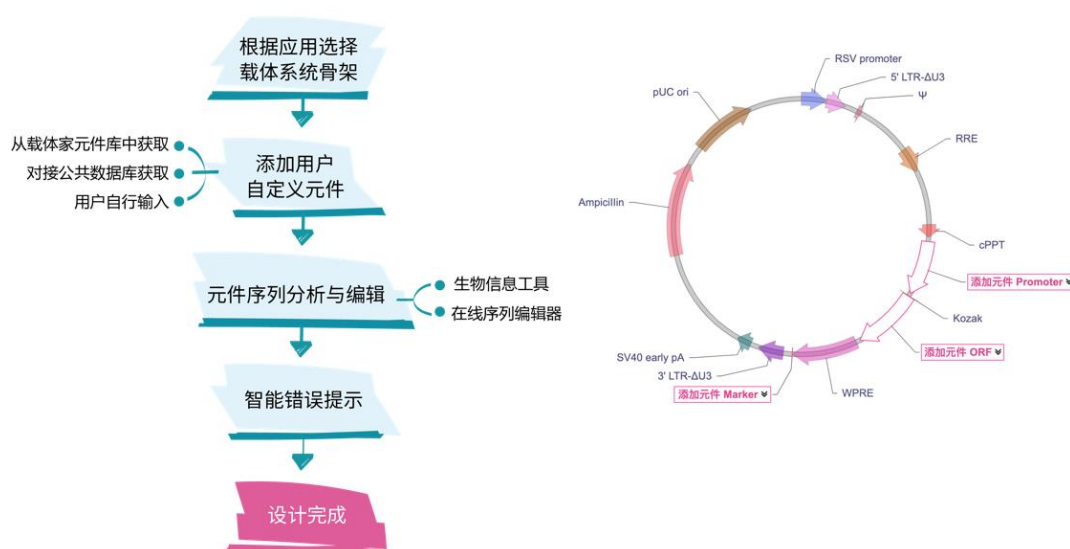 根据应用选择
载体系统骨架
从载体家元件库中获取
对接公共数据库获取
用户自行输入
添加用户
自定义元件
元件序列分析与编辑
生物信息工具
在线序列编辑器
智能错误提示
设计完成
RSV promoter
5' LTR-ΔU3
Ψ
pUC ori
RRE
Ampicillin
cPPT
添加元件 Promoter
Kozak
添加元件 ORF
SV40 early pA
3' LTR-ΔU3
添加元件 Marker
WPRE